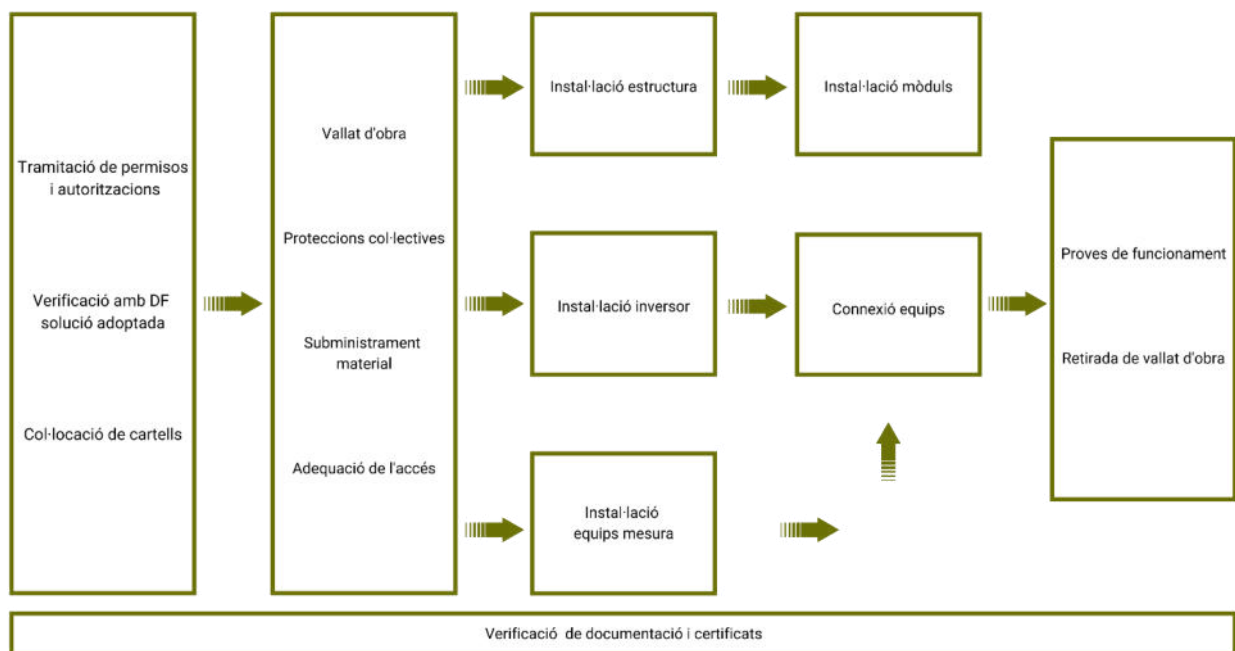 Tramitació de permisos
i autoritzacions
Verificació amb DF
solució adoptada
Col·locació de cartells
Vallat d'obra
Proteccions col·lectives
Subministrament
material
Adequació de l'accés
Instal·lació estructura
Instal·lació mòduls
Instal·lació inversor
Connexió equips
Instal·lació
equips mesura
Proves de funcionament
Retirada de vallat d'obra
Verificació de documentació i certificats